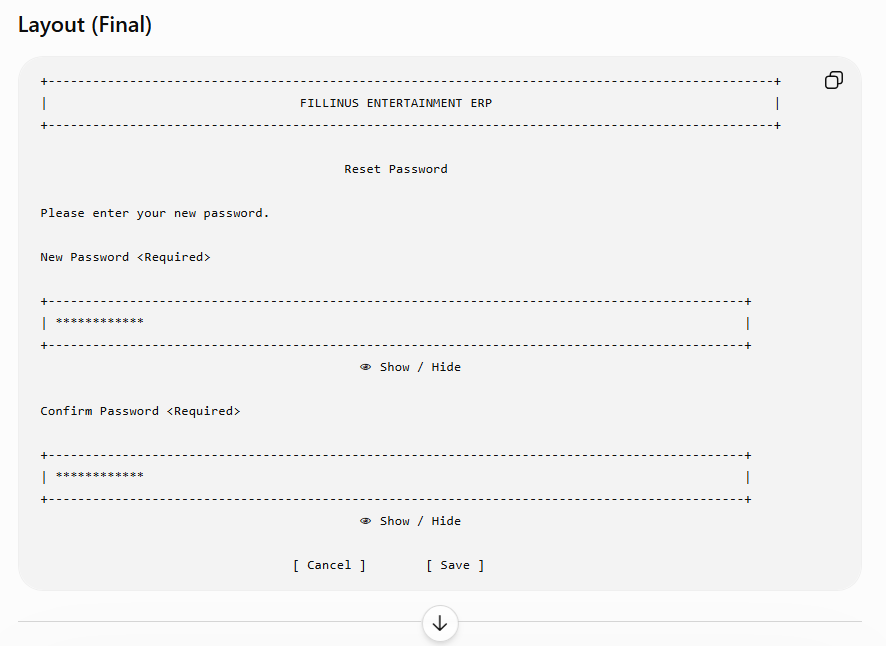 Layout (Final)
+--------------------------------------------------------------------------------------------------+
| FILLINUS ENTERTAINMENT ERP |
+--------------------------------------------------------------------------------------------------+
Reset Password
Please enter your new password.
New Password <Required>
+----------------------------------------------------------------------------------------------+
| ************ |
+----------------------------------------------------------------------------------------------+
👁 Show / Hide
Confirm Password <Required>
+----------------------------------------------------------------------------------------------+
| ************ |
+----------------------------------------------------------------------------------------------+
👁 Show / Hide
[ Cancel ] [ Save ]